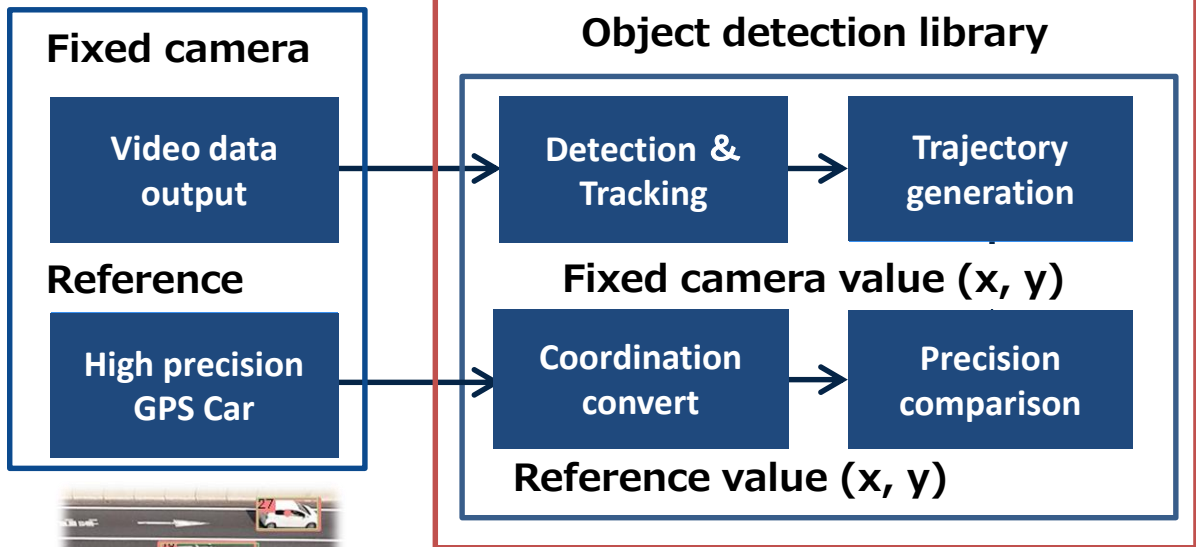 Fixed camera
Video data
output
Reference
High precision
GPS Car
Object detection library
Detection ＆
Tracking
Trajectory
generation
Fixed camera value (x, y)
Coordination
convert
Precision
comparison
Reference value (x, y)
27